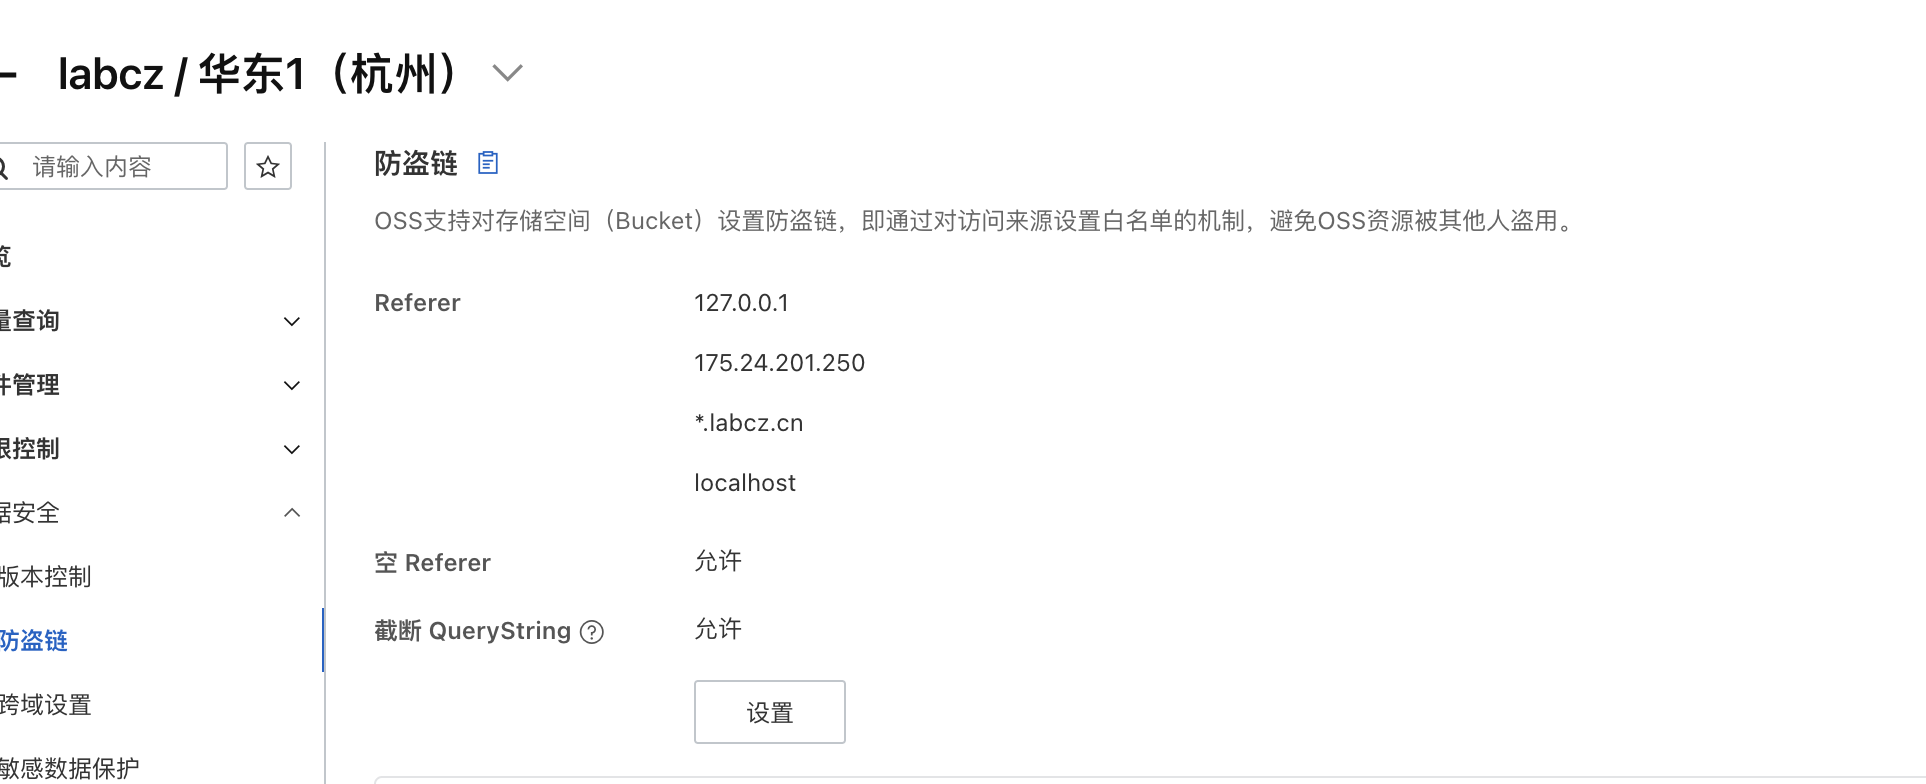 labcz / 华东1（杭州）
请输入内容
览
量查询
件管理
限控制
据安全
版本控制
防盗链
跨域设置
敏感数据保护
防盗链
OSS支持对存储空间（Bucket）设置防盗链，即通过对访问来源设置白名单的机制，避免OSS资源被其他人盗用。
Referer
127.0.0.1
175.24.201.250
*.labcz.cn
localhost
空 Referer 允许
截断 QueryString ? 允许
设置